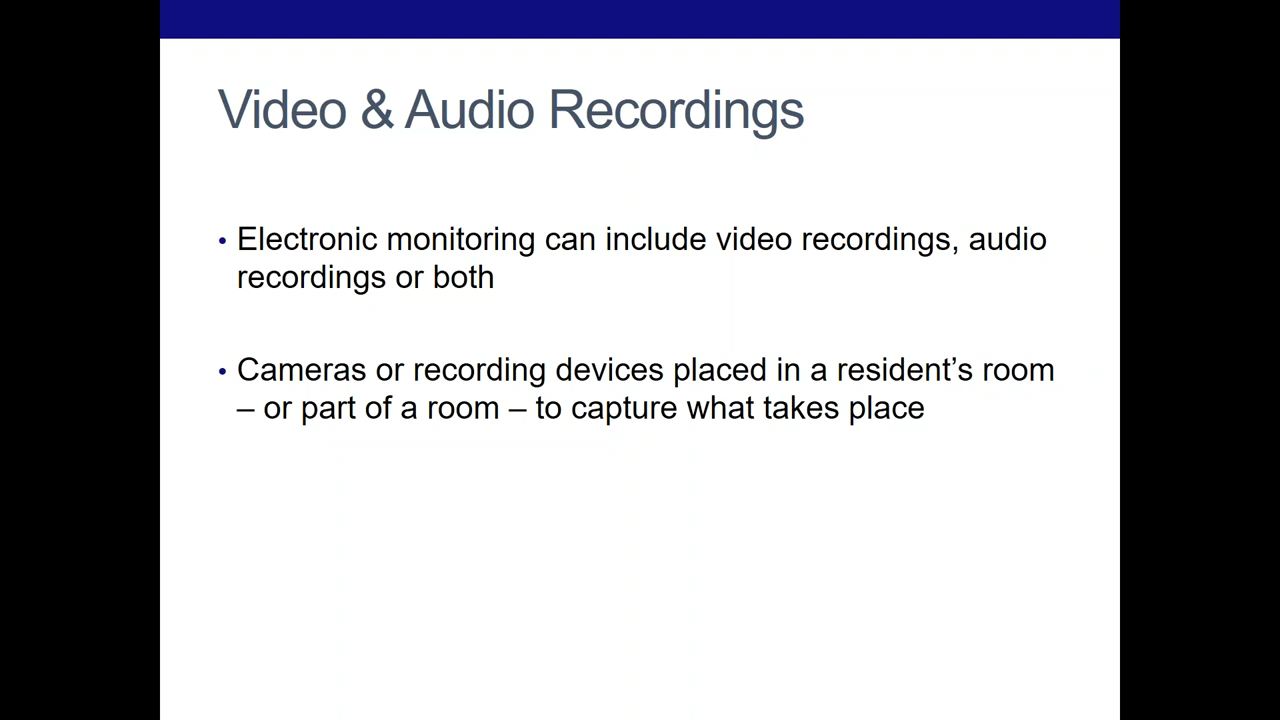 Video & Audio Recordings
• Electronic monitoring can include video recordings, audio
recordings or both
• Cameras or recording devices placed in a resident’s room
– or part of a room – to capture what takes place